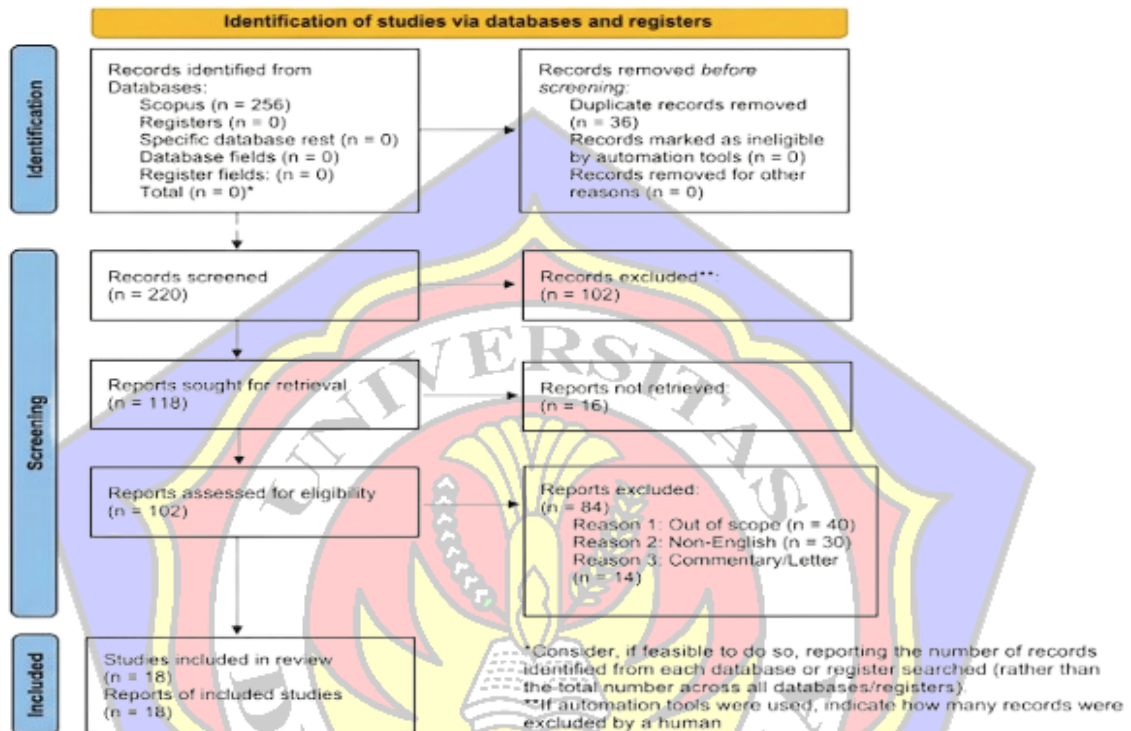 Identification of studies via databases and registers
Identification
Records identified from
Databases:
Scopus (n = 256)
Registers (n = 0)
Specific database rest (n = 0)
Database fields (n = 0)
Register fields: (n = 0)
Total (n = 0)*
Records removed before
screening:
Duplicate records removed
(n = 36)
Records marked as ineligible
by automation tools (n = 0)
Records removed for other
reasons (n = 0)
Screening
Records screened
(n = 220)
Records excluded**:
(n = 102)
Reports sought for retrieval
(n = 118)
Reports not retrieved:
(n = 16)
Reports assessed for eligibility
(n = 102)
Reports excluded:
(n = 84)
Reason 1: Out of scope (n = 40)
Reason 2: Non-English (n = 30)
Reason 3: Commentary/Letter
(n = 14)
Included
Studies included in review
(n = 18)
Reports of included studies
(n = 18)
*Consider, if feasible to do so, reporting the number of records
identified from each database or register searched (rather than
the total number across all databases/registers).
**If automation tools were used, indicate how many records were
excluded by a human
UNIVERSITAS